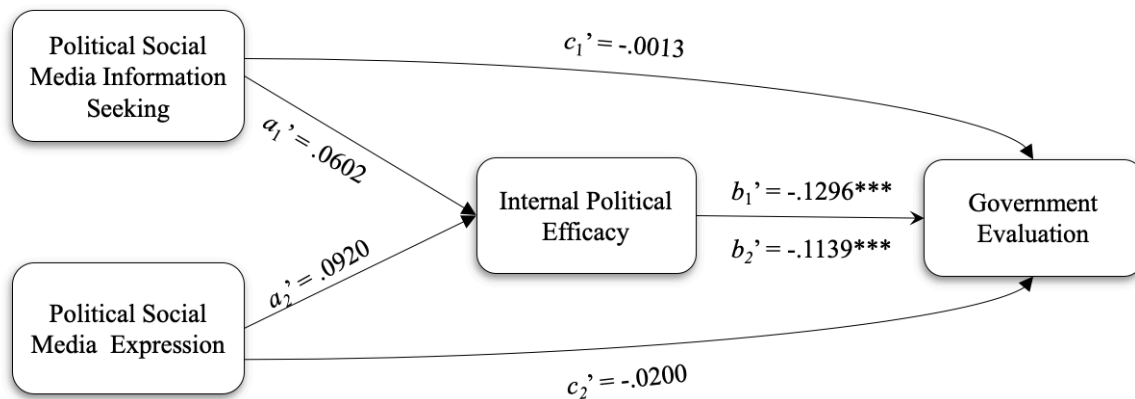 Political Social
Media Information
Seeking
c₁’ = -.0013
a₁’ = .0602
Internal Political
Efficacy
b₁’ = -.1296***
b₂’ = -.1139***
Government
Evaluation
a₂’ = .0920
Political Social
Media Expression
c₂’ = -.0200